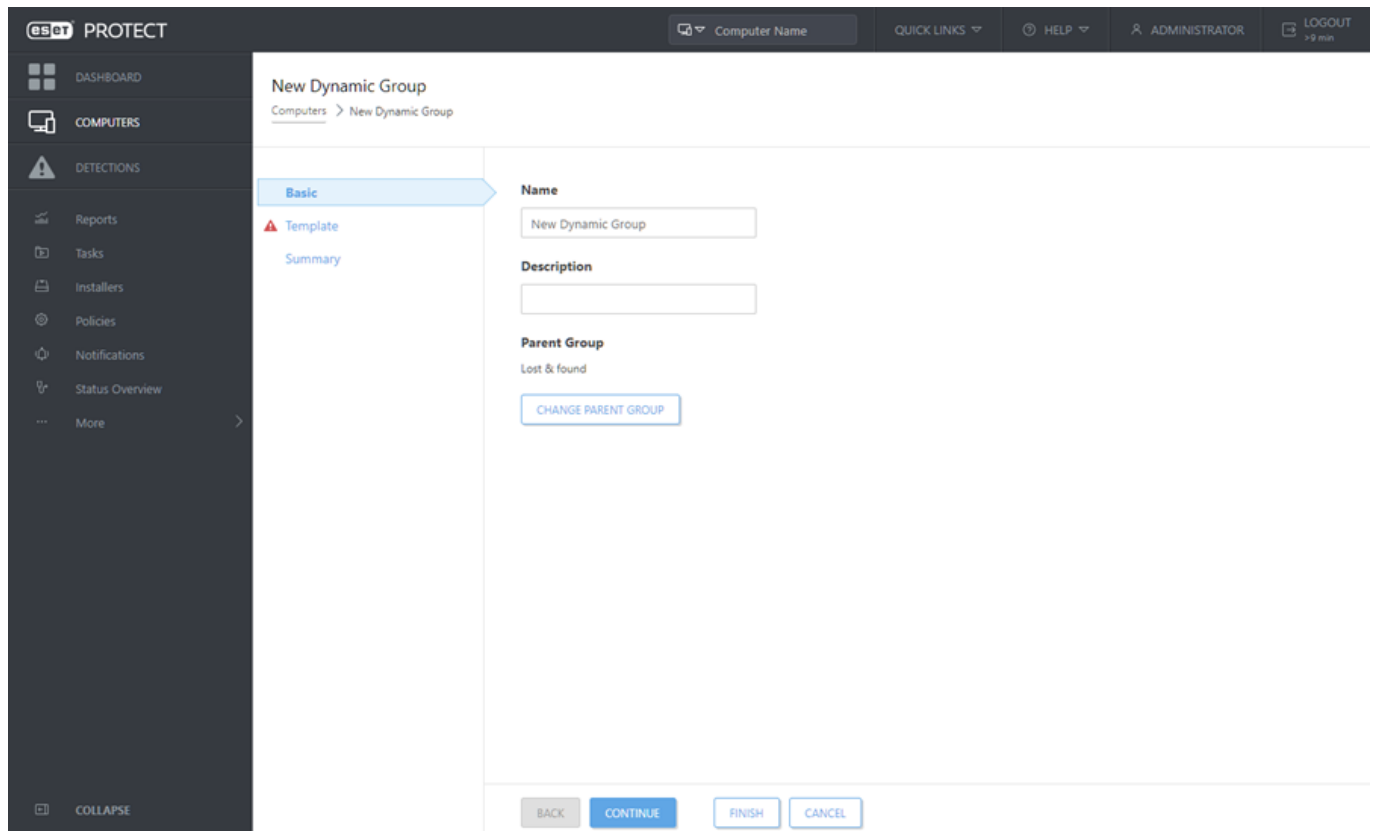 eset PROTECT
Computer Name
QUICK LINKS
HELP
ADMINISTRATOR
LOGOUT
>9 min
DASHBOARD
COMPUTERS
DETECTIONS
Reports
Tasks
Installers
Policies
Notifications
Status Overview
More
COLLAPSE
New Dynamic Group
Computers > New Dynamic Group
Basic
Template
Summary
Name
New Dynamic Group
Description
Parent Group
Lost & found
CHANGE PARENT GROUP
BACK
CONTINUE
FINISH
CANCEL